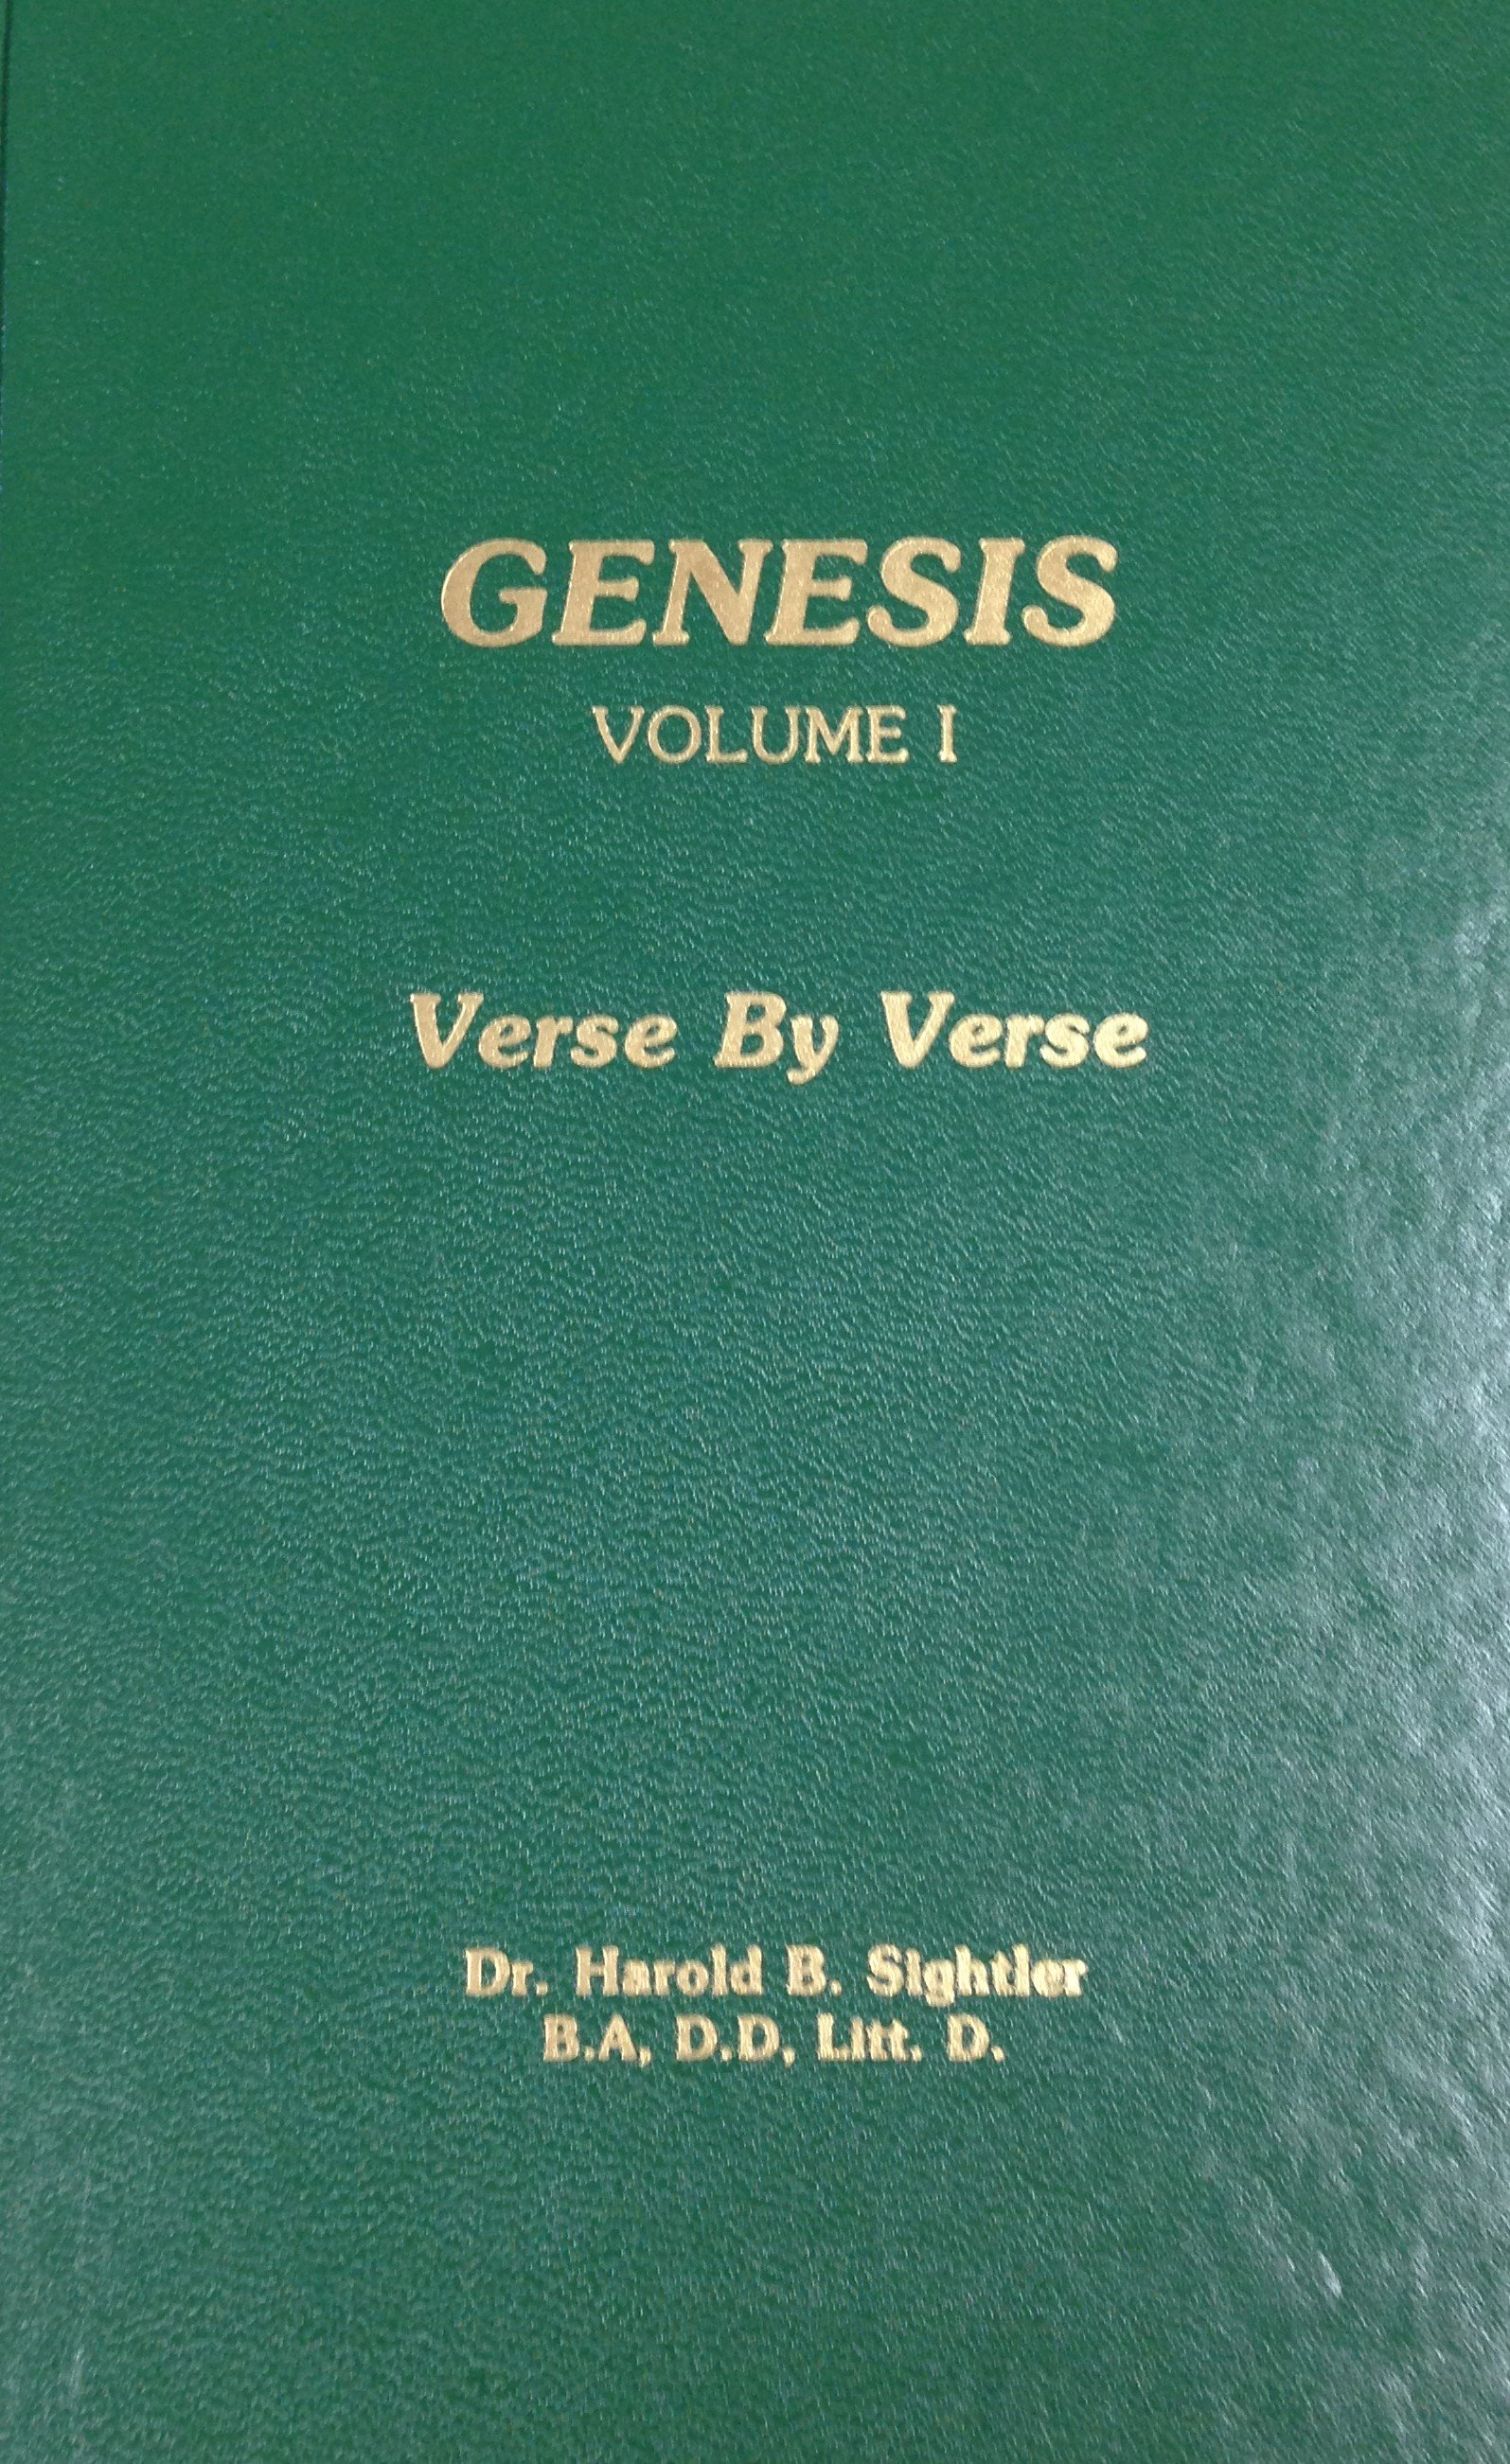 GENESIS
VOLUME I
Verse By Verse
Dr. Harold B. Sightler
B.A, D.D, Litt. D.